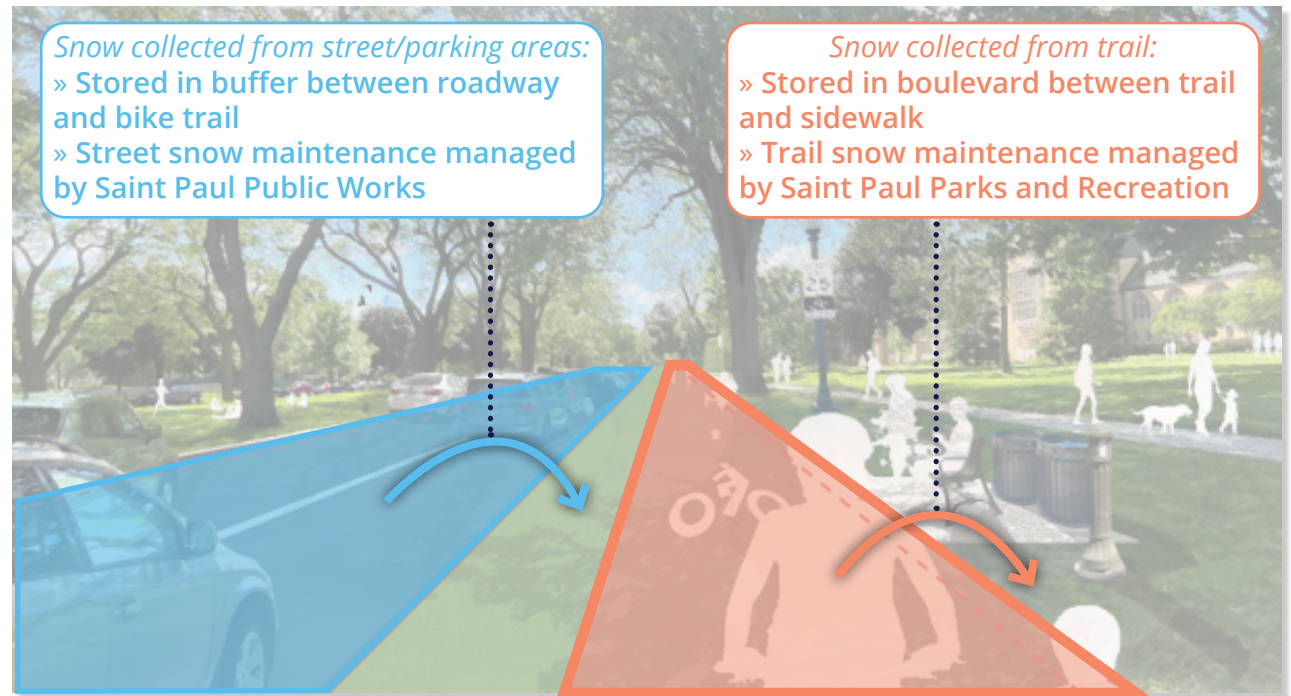 Snow collected from street/parking areas:
» Stored in buffer between roadway
and bike trail
» Street snow maintenance managed
by Saint Paul Public Works
Snow collected from trail:
» Stored in boulevard between trail
and sidewalk
» Trail snow maintenance managed
by Saint Paul Parks and Recreation